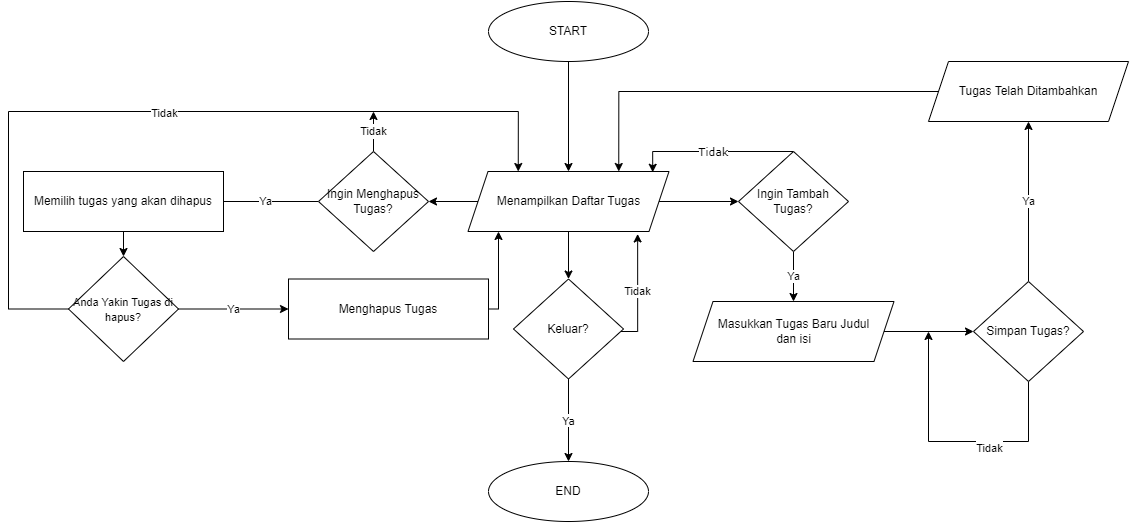 START
Tugas Telah Ditambahkan
Tidak
Tidak
Tidak
Memilih tugas yang akan dihapus
Ya
Ingin Menghapus
Tugas?
Menampilkan Daftar Tugas
Ingin Tambah
Tugas?
Ya
Ya
Anda Yakin Tugas di
hapus?
Ya
Menghapus Tugas
Keluar?
Tidak
Masukkan Tugas Baru Judul
dan isi
Simpan Tugas?
Ya
Tidak
END